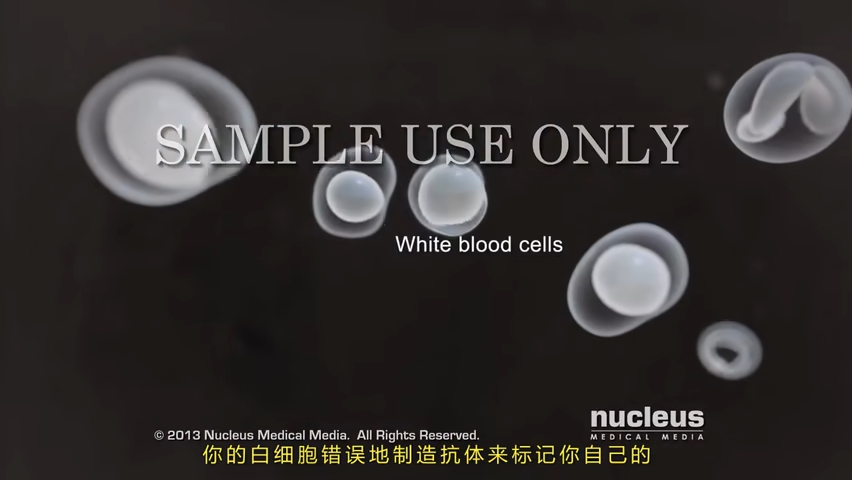 SAMPLE USE ONLY
White blood cells
nucleus
MEDICAL MEDIA
© 2013 Nucleus Medical Media. All Rights Reserved.
你的白细胞错误地制造抗体来标记你自己的